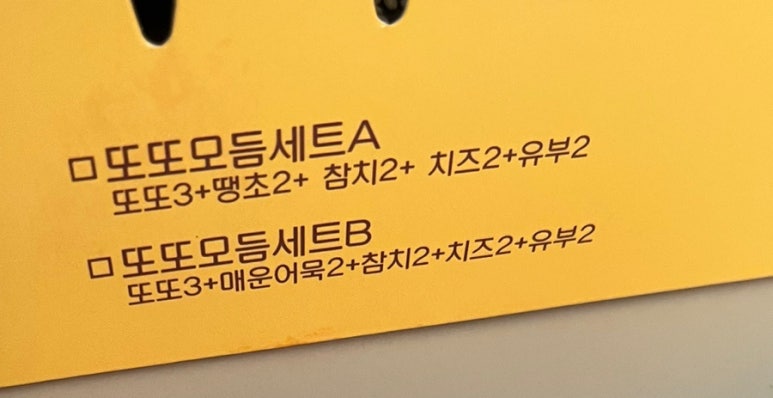 □ 또또모듬세트A
또또3+땡초2+ 참치2+ 치즈2+유부2
□ 또또모듬세트B
또또3+매운어묵2+참치2+치즈2+유부2